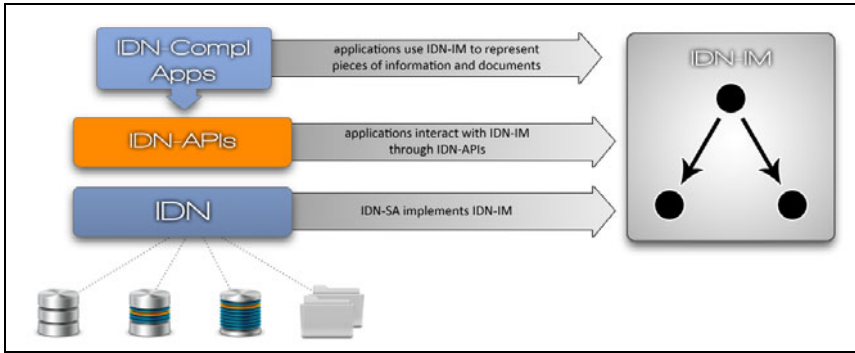 IDN-Compl
Apps
applications use IDN-IM to represent
pieces of information and documents
IDN-IM
IDN-APIs
applications interact with IDN-IM
through IDN-APIs
IDN
IDN-SA implements IDN-IM